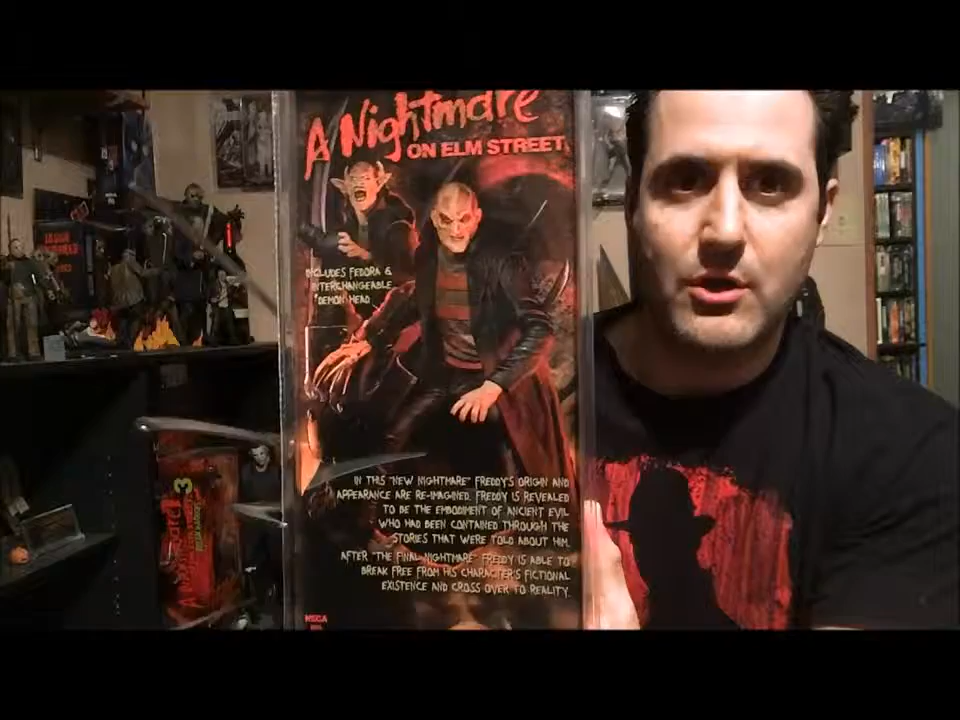 A Nightmare
ON ELM STREET
INCLUDES FEDORA &
INTERCHANGEABLE
"DEMON" HEAD
IN THIS "NEW NIGHTMARE" FREDDY'S ORIGIN AND
APPEARANCE ARE RE-IMAGINED. FREDDY IS REVEALED
TO BE THE EMBODIMENT OF ANCIENT EVIL
WHO HAD BEEN CONTAINED THROUGH THE
STORIES THAT WERE TOLD ABOUT HIM.
AFTER "THE FINAL NIGHTMARE" FREDDY IS ABLE TO
BREAK FREE FROM HIS CHARACTER'S FICTIONAL
EXISTENCE AND CROSS OVER TO REALITY.
NECA
3